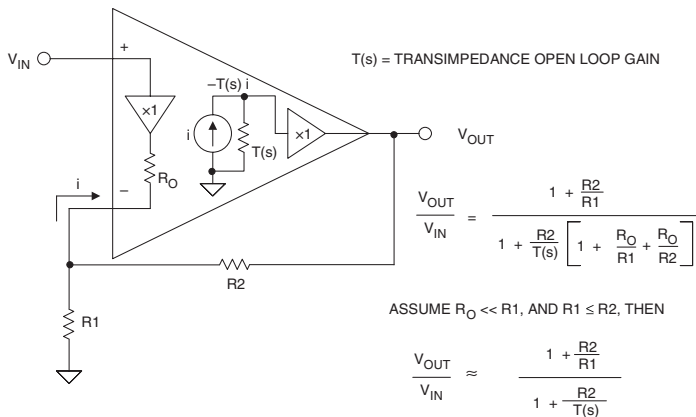 T(s) = TRANSIMPEDANCE OPEN LOOP GAIN
V_IN
+
×1
R_O
−
i
−T(s) i
i
T(s)
×1
V_OUT
R2
R1
V_OUT / V_IN = (1 + R2/R1) / (1 + R2/T(s) [1 + R_O/R1 + R_O/R2])
ASSUME R_O << R1, AND R1 ≤ R2, THEN
V_OUT / V_IN ≈ (1 + R2/R1) / (1 + R2/T(s))